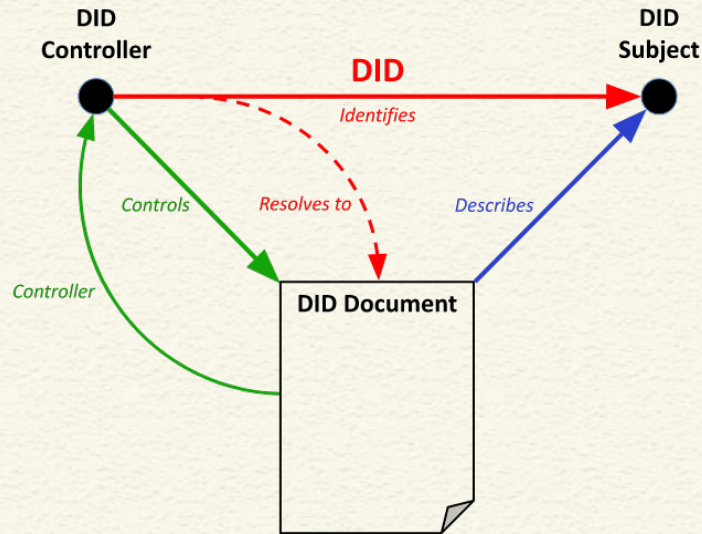 DID
Controller
DID
Subject
DID
Identifies
Controls
Resolves to
Describes
Controller
DID Document